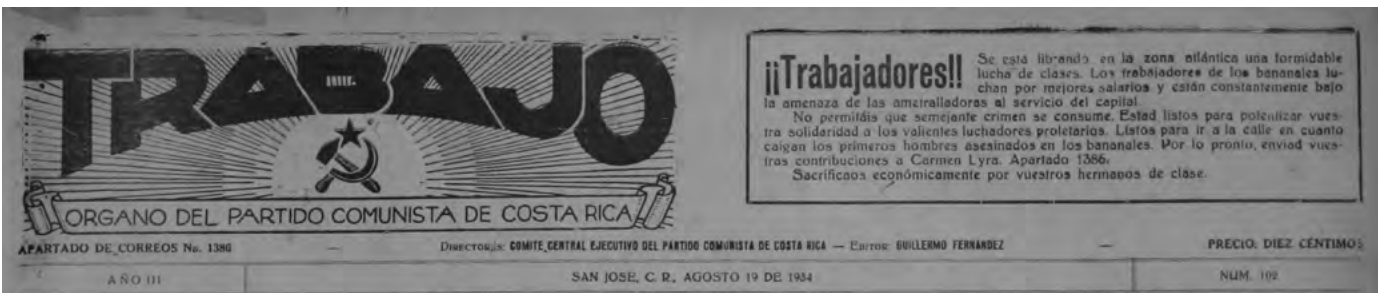 TRABAJO
ORGANO DEL PARTIDO COMUNISTA DE COSTA RICA
¡¡Trabajadores!!
Se está librando en la zona atlántica una formidable
lucha de clases. Los trabajadores de los bananales lu-
chan por mejores salarios y están constantemente bajo
la amenaza de las ametralladoras al servicio del capital.
No permitáis que semejante crimen se consume. Estad listos para potentizar vues-
tra solidaridad a los valientes luchadores proletarios. Listos para ir a la calle en cuanto
caigan los primeros hombres asesinados en los bananales. Por lo pronto, enviad vues-
tras contribuciones a Carmen Lyra. Apartado 1386.
Sacrificaos económicamente por vuestros hermanos de clase.
APARTADO DE CORREOS No. 1386 — Director: COMITE CENTRAL EJECUTIVO DEL PARTIDO COMUNISTA DE COSTA RICA — Editor: GUILLERMO FERNANDEZ — PRECIO: DIEZ CÉNTIMOS
AÑO III SAN JOSE, C. R., AGOSTO 19 DE 1934 NUM. 102